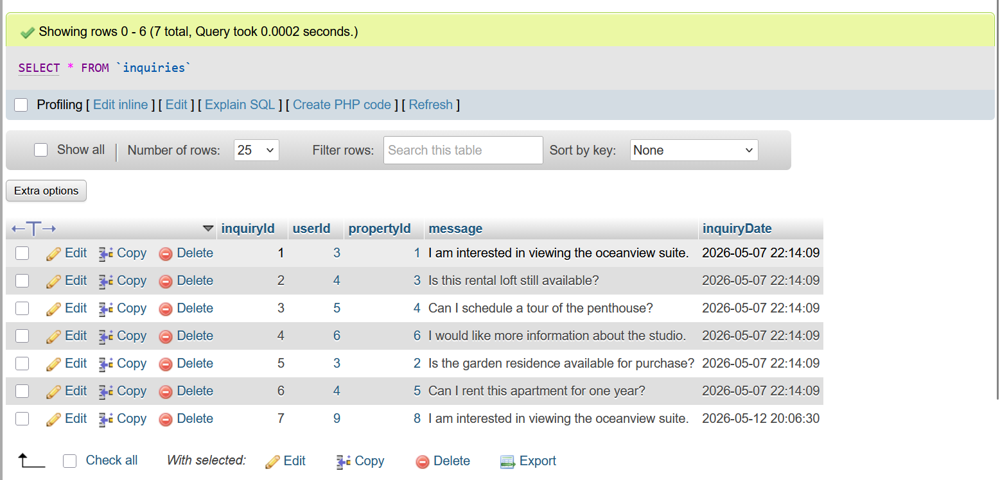 Showing rows 0 - 6 (7 total, Query took 0.0002 seconds.)
SELECT * FROM `inquiries`
Profiling [ Edit inline ] [ Edit ] [ Explain SQL ] [ Create PHP code ] [ Refresh ]
Show all Number of rows: 25 Filter rows: Search this table Sort by key: None
Extra options
inquiryId userId propertyId message inquiryDate
Edit Copy Delete 1 3 1 I am interested in viewing the oceanview suite. 2026-05-07 22:14:09
Edit Copy Delete 2 4 3 Is this rental loft still available? 2026-05-07 22:14:09
Edit Copy Delete 3 5 4 Can I schedule a tour of the penthouse? 2026-05-07 22:14:09
Edit Copy Delete 4 6 6 I would like more information about the studio. 2026-05-07 22:14:09
Edit Copy Delete 5 3 2 Is the garden residence available for purchase? 2026-05-07 22:14:09
Edit Copy Delete 6 4 5 Can I rent this apartment for one year? 2026-05-07 22:14:09
Edit Copy Delete 7 9 8 I am interested in viewing the oceanview suite. 2026-05-12 20:06:30
Check all With selected: Edit Copy Delete Export